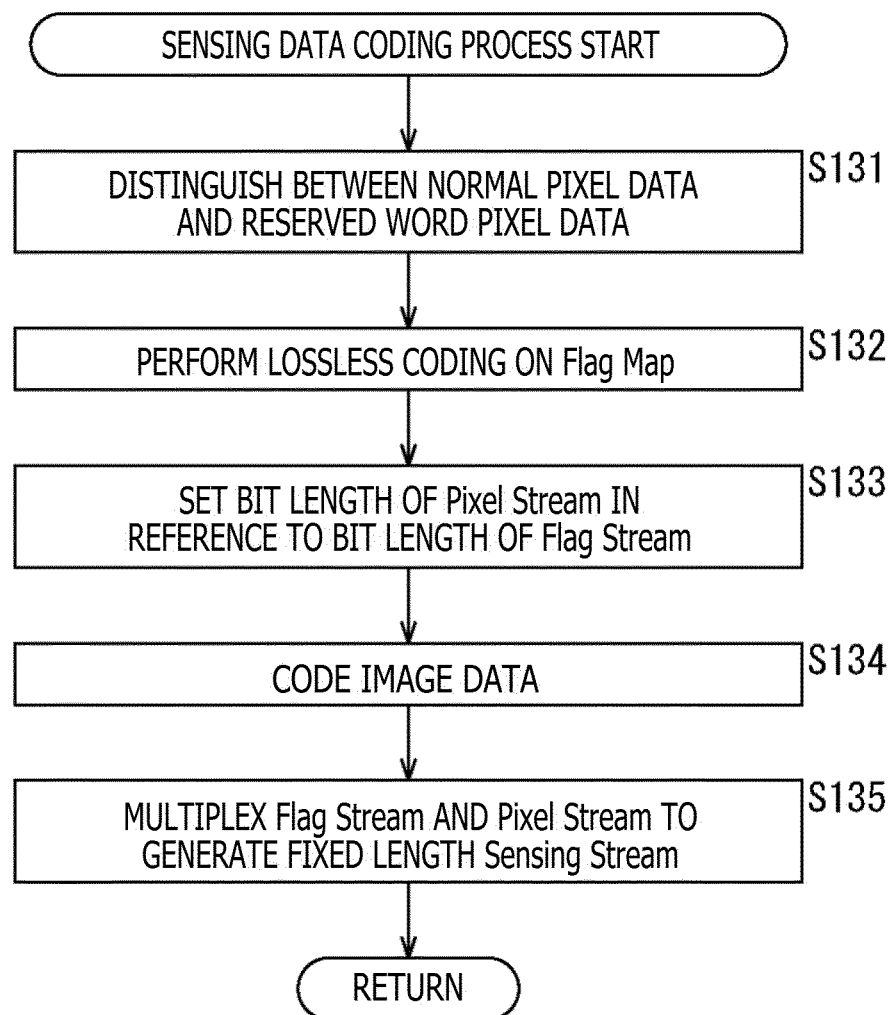 SENSING DATA CODING PROCESS START
S131
DISTINGUISH BETWEEN NORMAL PIXEL DATA
AND RESERVED WORD PIXEL DATA
S132
PERFORM LOSSLESS CODING ON Flag Map
S133
SET BIT LENGTH OF Pixel Stream IN
REFERENCE TO BIT LENGTH OF Flag Stream
S134
CODE IMAGE DATA
S135
MULTIPLEX Flag Stream AND Pixel Stream TO
GENERATE FIXED LENGTH Sensing Stream
RETURN